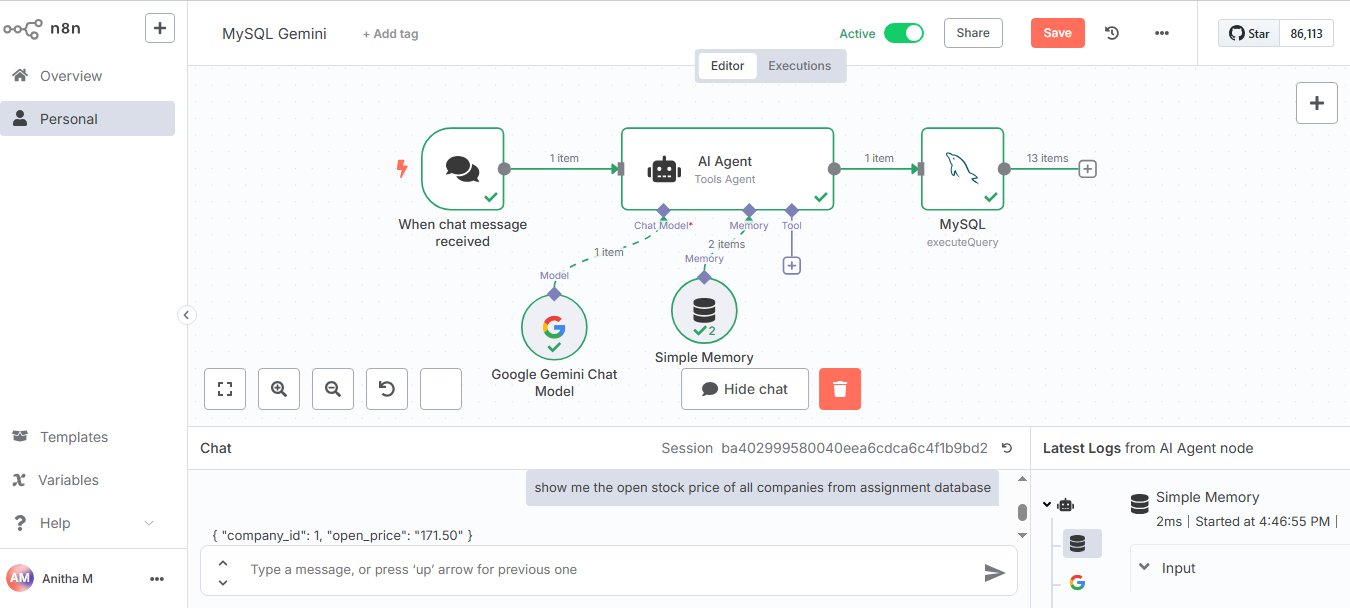 n8n
+
MySQL Gemini
+ Add tag
Active
Share
Save
Star
86,113
Overview
Personal
Editor
Executions
When chat message
received
1 item
AI Agent
Tools Agent
Chat Model*
Memory
Tool
1 item
MySQL
executeQuery
13 items
1 item
2 items
Model
Memory
Google Gemini Chat
Model
2
Simple Memory
Hide chat
Templates
Variables
Help
AM
Anitha M
Chat
Session ba402999580040eea6cdca6c4f1b9bd2
show me the open stock price of all companies from assignment database
{ "company_id": 1, "open_price": "171.50" }
Type a message, or press ‘up’ arrow for previous one
Latest Logs from AI Agent node
Simple Memory
2ms | Started at 4:46:55 PM |
Input